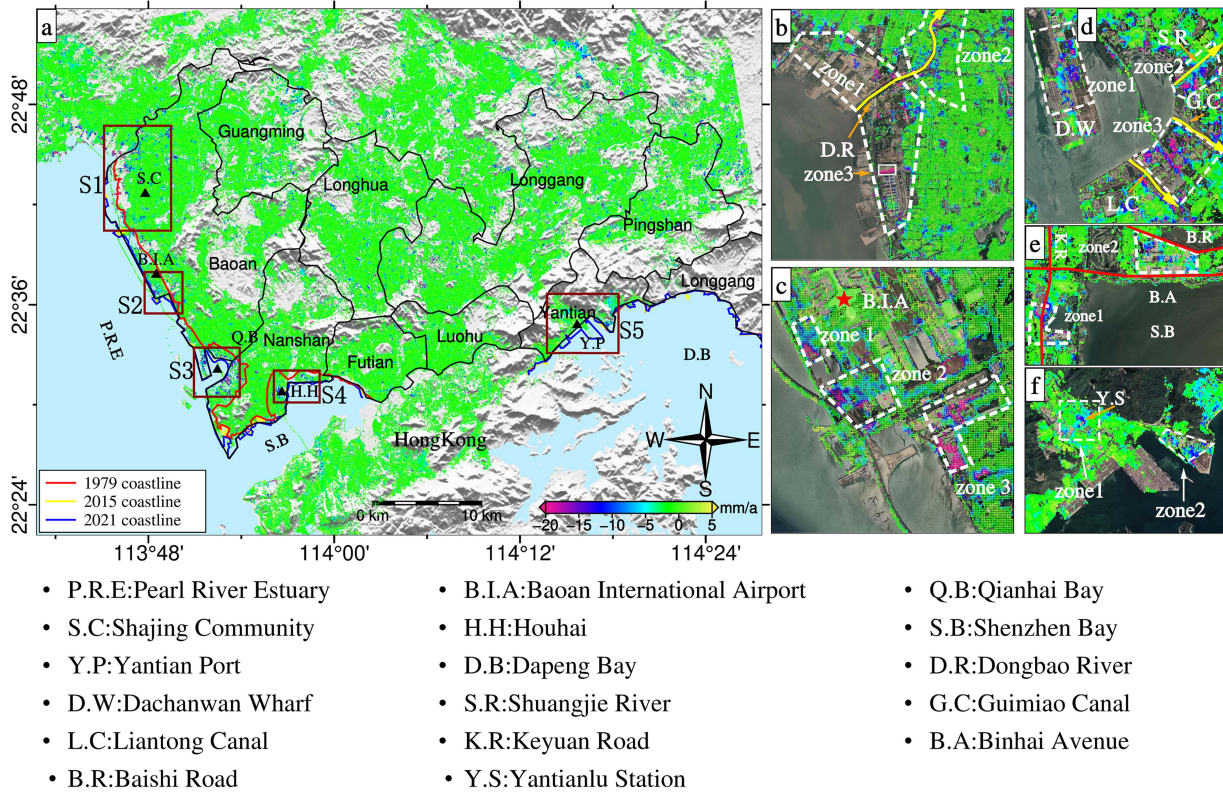 a
22°48'
22°36'
22°24'
113°48'
114°00'
114°12'
114°24'
Guangming
Longhua
Longgang
Pingshan
Longgang
Baoan
Nanshan
Futian
Luohu
Yantian
HongKong
S1
S.C
B.I.A
S2
P.R.E
Q.B
S3
H.H
S4
S.B
Y.P
S5
D.B
N
W
E
S
1979 coastline
2015 coastline
2021 coastline
0 km
10 km
−20
−15
−10
−5
0
5
mm/a
b
zone1
zone2
D.R
zone3
c
B.I.A
zone 1
zone 2
zone 3
d
S.R
zone2
zone1
G.C
zone3
D.W
L.C
e
K.R
zone2
B.R
B.A
zone1
S.B
f
Y.S
zone1
zone2
• P.R.E:Pearl River Estuary
• B.I.A:Baoan International Airport
• Q.B:Qianhai Bay
• S.C:Shajing Community
• H.H:Houhai
• S.B:Shenzhen Bay
• Y.P:Yantian Port
• D.B:Dapeng Bay
• D.R:Dongbao River
• D.W:Dachanwan Wharf
• S.R:Shuangjie River
• G.C:Guimiao Canal
• L.C:Liantong Canal
• K.R:Keyuan Road
• B.A:Binhai Avenue
• B.R:Baishi Road
• Y.S:Yantianlu Station